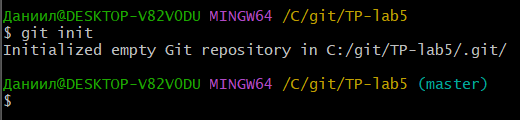 Даниил@DESKTOP-V82V0DU MINGW64 /C/git/TP-lab5
$ git init
Initialized empty Git repository in C:/git/TP-lab5/.git/
Даниил@DESKTOP-V82V0DU MINGW64 /C/git/TP-lab5 (master)
$